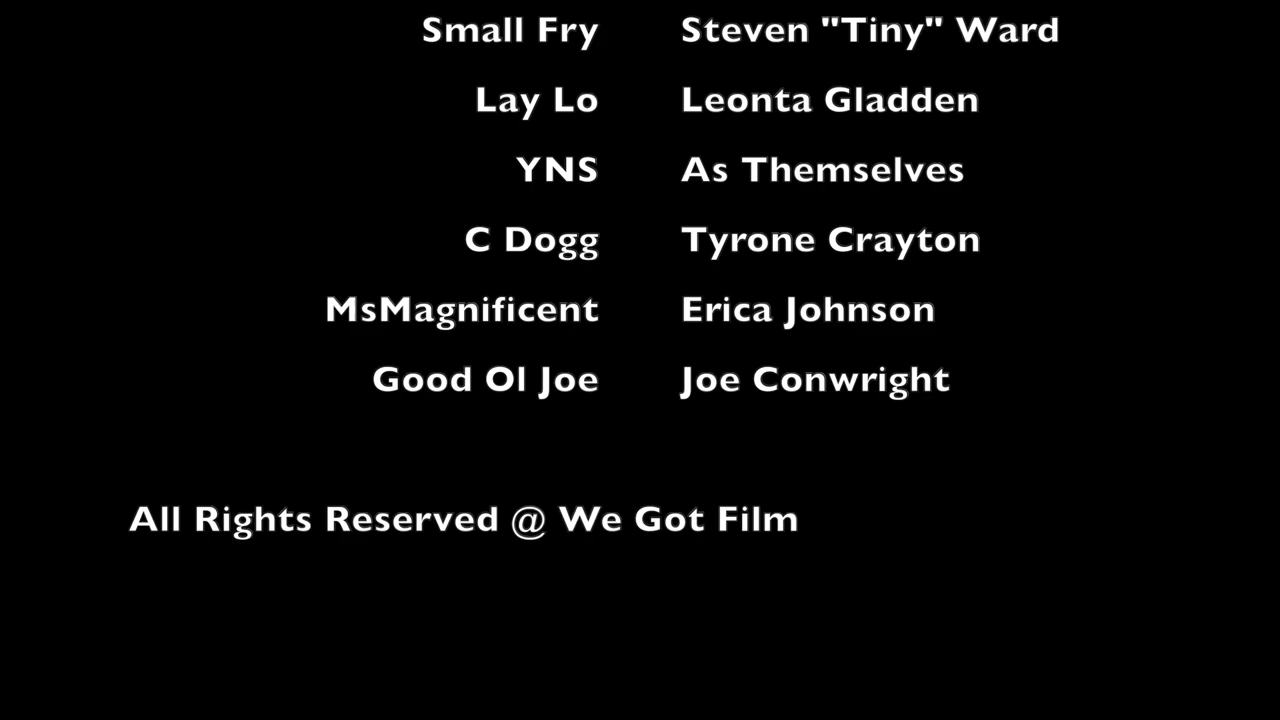 Small Fry Steven "Tiny" Ward
Lay Lo Leonta Gladden
YNS As Themselves
C Dogg Tyrone Crayton
MsMagnificent Erica Johnson
Good Ol Joe Joe Conwright
All Rights Reserved @ We Got Film